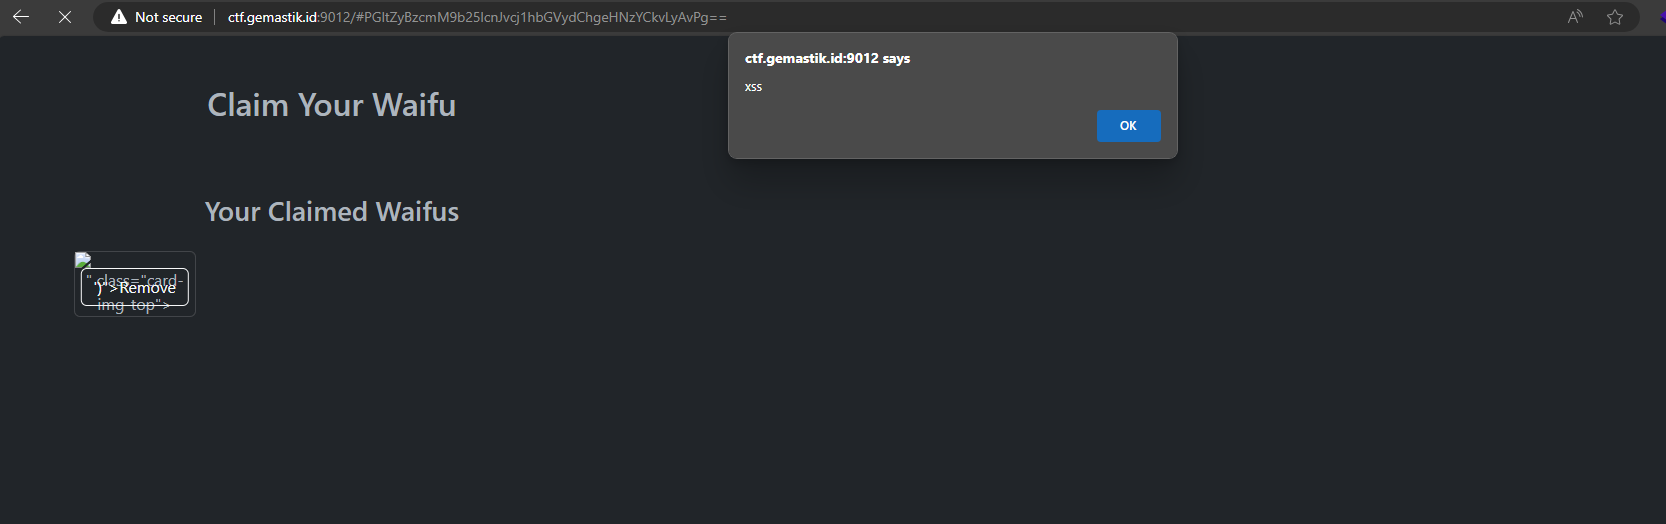 Not secure ctf.gemastik.id:9012/#PGltZyBzcmM9b25lcnJvcj1hbGVydChgeHNzYCkvLyAvPg==
ctf.gemastik.id:9012 says
xss
OK
Claim Your Waifu
Your Claimed Waifus
" class="card-
')">Remove
img-top">